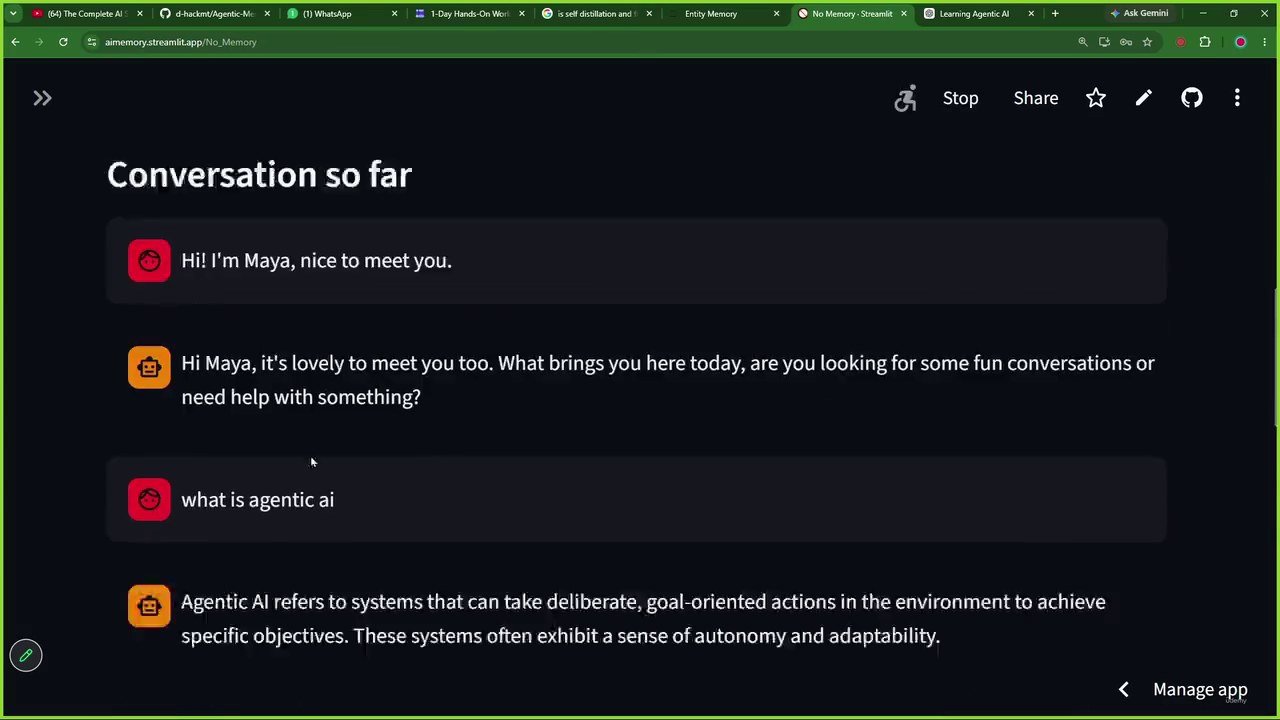 (64) The Complete AI S
d-hackmt/Agentic-Me
(1) WhatsApp
1-Day Hands-On Wor
is self distillation and
Entity Memory
No Memory · Streamlit
Learning Agentic AI
Ask Gemini
aimemory.streamlit.app/No_Memory
Stop
Share
Conversation so far
Hi! I'm Maya, nice to meet you.
Hi Maya, it's lovely to meet you too. What brings you here today, are you looking for some fun conversations or
need help with something?
what is agentic ai
Agentic AI refers to systems that can take deliberate, goal-oriented actions in the environment to achieve
specific objectives. These systems often exhibit a sense of autonomy and adaptability.
Manage app
udemy